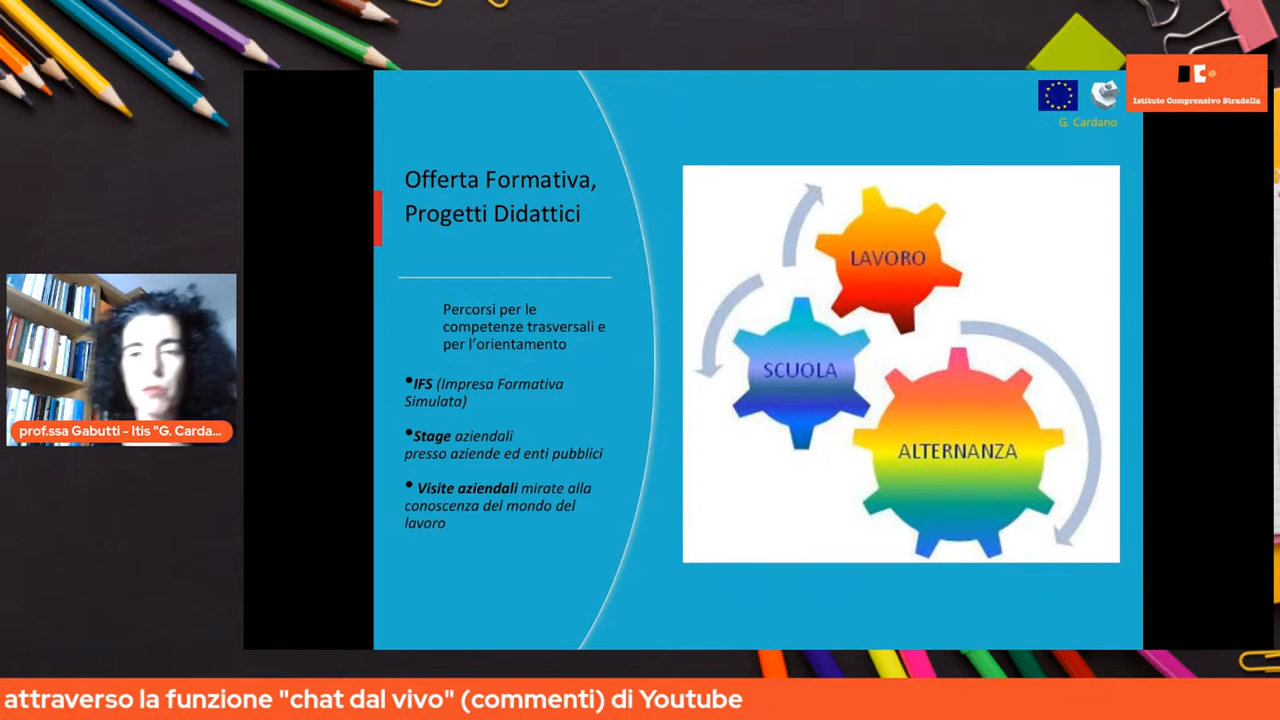 Istituto Comprensivo Stradella
G. Cardano
Offerta Formativa,
Progetti Didattici
LAVORO
SCUOLA
ALTERNANZA
Percorsi per le
competenze trasversali e
per l'orientamento
•IFS (Impresa Formativa
Simulata)
•Stage aziendali
presso aziende ed enti pubblici
• Visite aziendali mirate alla
conoscenza del mondo del
lavoro
prof.ssa Gabutti - Itis "G. Carda...
attraverso la funzione "chat dal vivo" (commenti) di Youtube